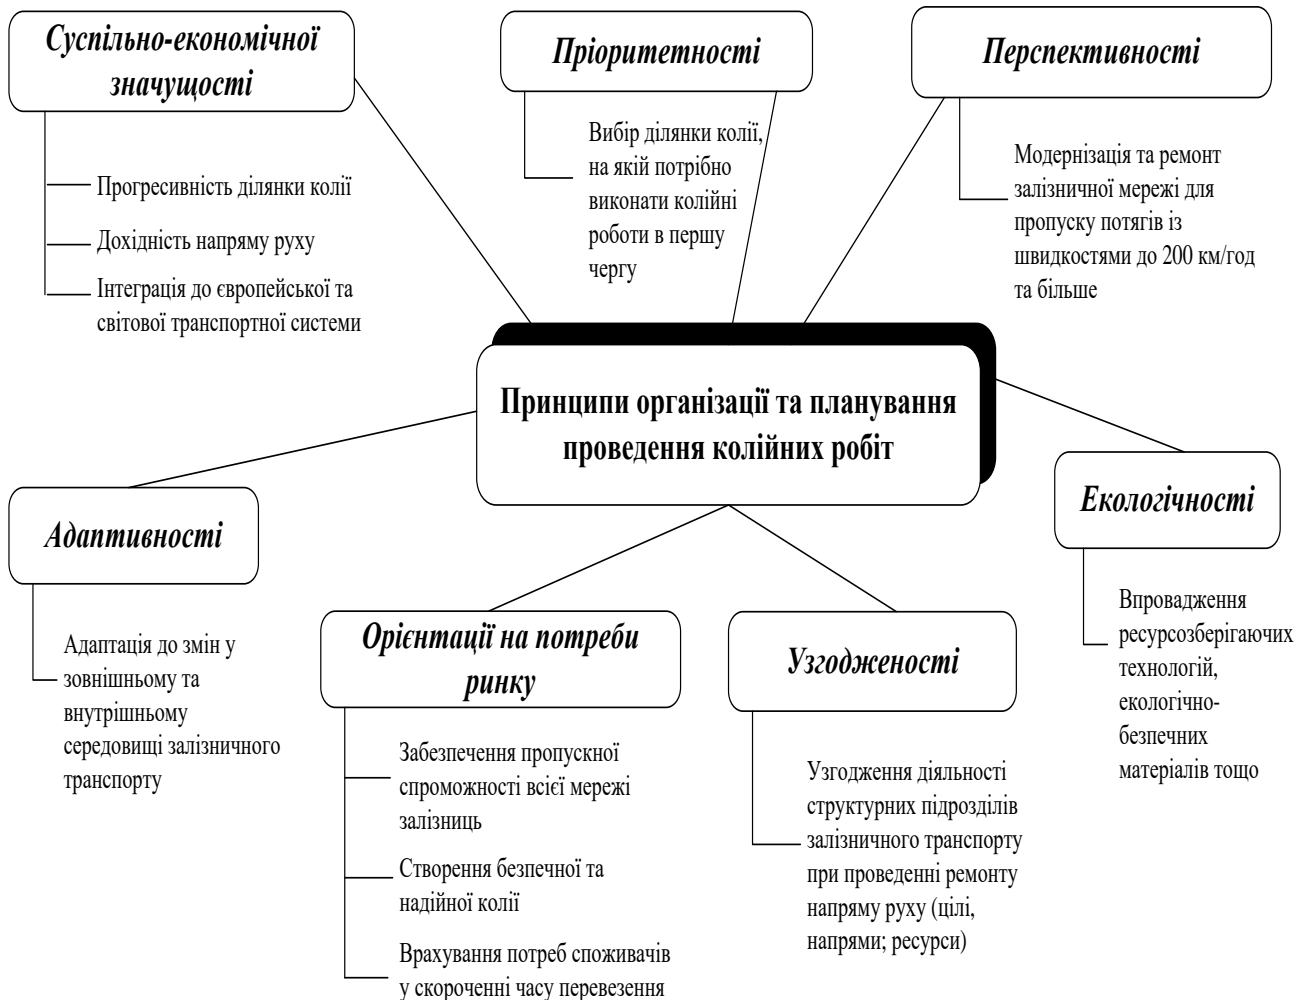 Суспільно-економічної
значущості
Прогресивність ділянки колії
Дохідність напряму руху
Інтеграція до європейської та
світової транспортної системи
Пріоритетності
Вибір ділянки колії,
на якій потрібно
виконати колійні
роботи в першу
чергу
Перспективності
Модернізація та ремонт
залізничної мережі для
пропуску потягів із
швидкостями до 200 км/год
та більше
Принципи організації та планування
проведення колійних робіт
Адаптивності
Адаптація до змін у
зовнішньому та
внутрішньому
середовищі залізничного
транспорту
Орієнтації на потреби
ринку
Забезпечення пропускної
спроможності всієї мережі
залізниць
Створення безпечної та
надійної колії
Врахування потреб споживачів
у скороченні часу перевезення
Узгодженості
Узгодження діяльності
структурних підрозділів
залізничного транспорту
при проведенні ремонту
напряму руху (цілі,
напрями; ресурси)
Екологічності
Впровадження
ресурсозберігаючих
технологій,
екологічно-
безпечних
матеріалів тощо